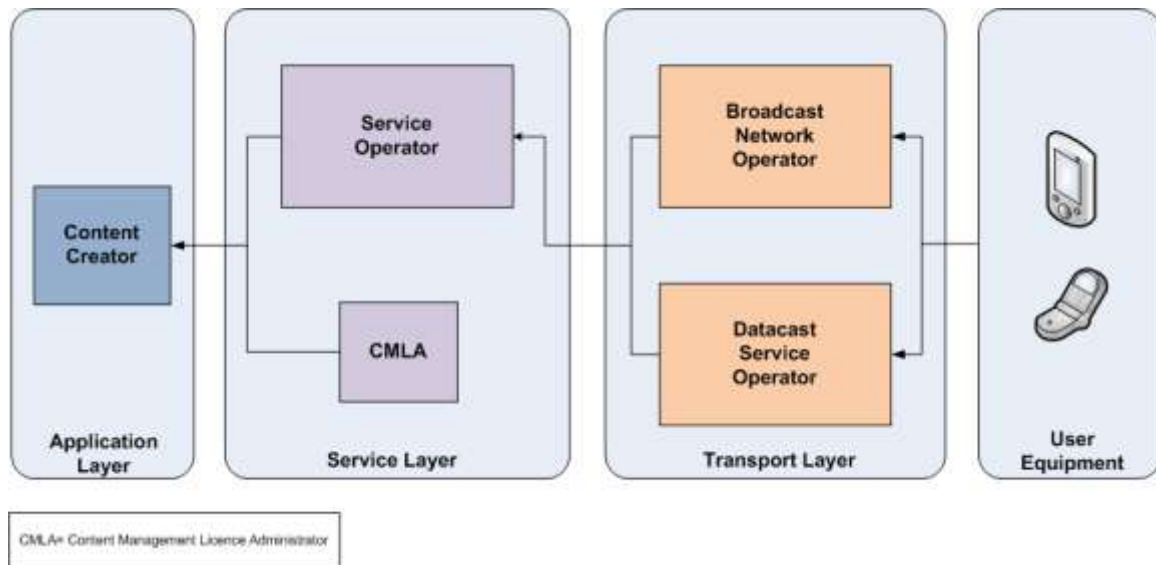 Content
Creator
Application
Layer
Service
Operator
CMLA
Service Layer
Broadcast
Network
Operator
Datacast
Service
Operator
Transport Layer
User
Equipment
CMLA= Content Management Licence Administrator